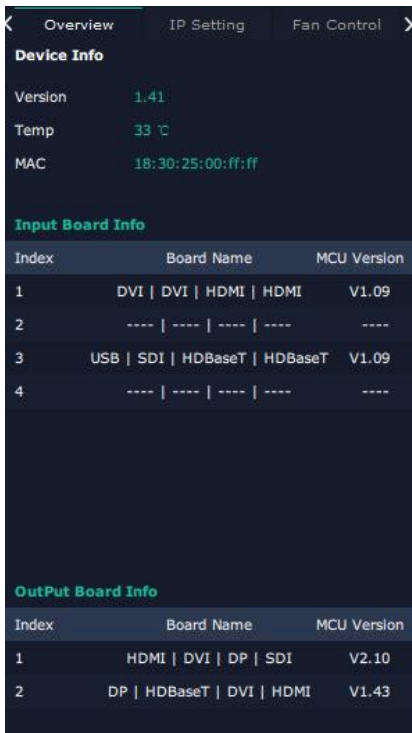 Overview IP Setting Fan Control
Device Info
Version 1.41
Temp 33 ℃
MAC 18:30:25:00:ff:ff
Input Board Info
Index Board Name MCU Version
1 DVI | DVI | HDMI | HDMI V1.09
2 ---- | ---- | ---- | ---- ----
3 USB | SDI | HDBaseT | HDBaseT V1.09
4 ---- | ---- | ---- | ---- ----
OutPut Board Info
Index Board Name MCU Version
1 HDMI | DVI | DP | SDI V2.10
2 DP | HDBaseT | DVI | HDMI V1.43